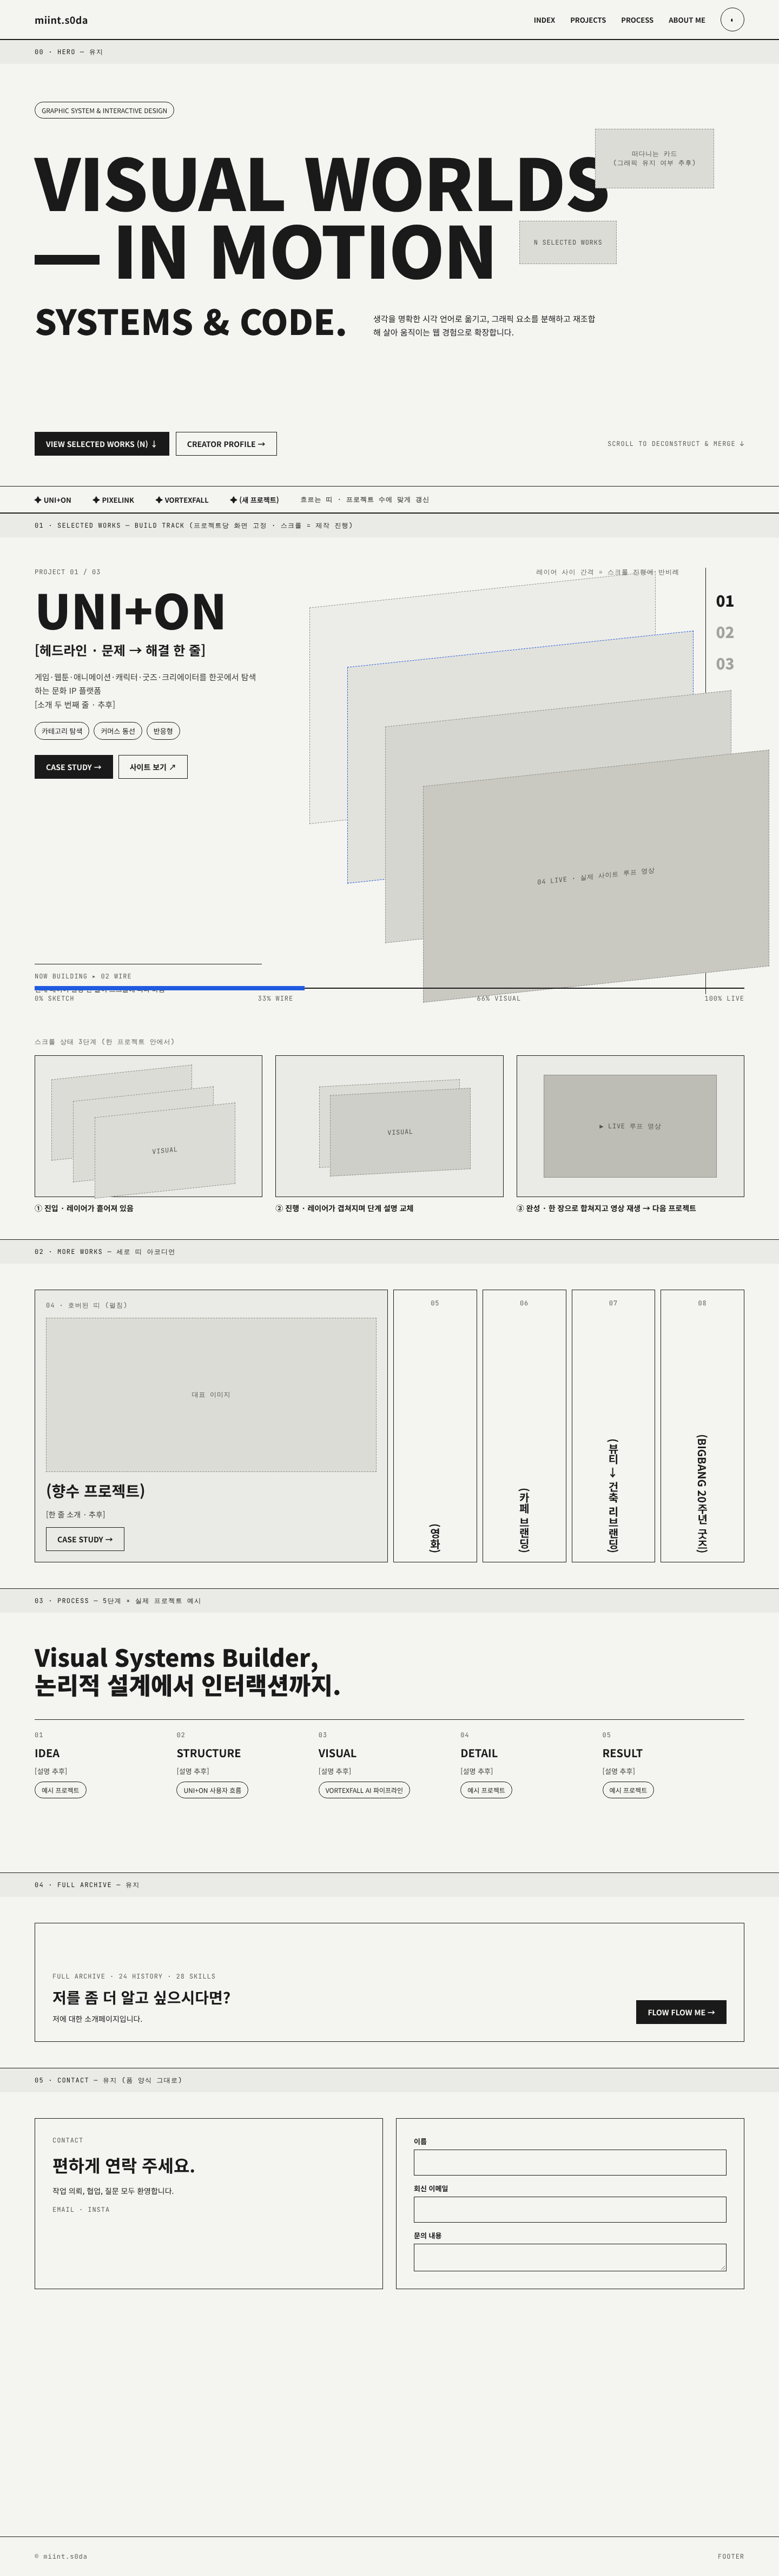 miint.s0da
INDEX
PROJECTS
PROCESS
ABOUT ME
00 · HERO — 유지
GRAPHIC SYSTEM & INTERACTIVE DESIGN
떠다니는 카드
(그래픽 유지 여부 추후)
VISUAL WORLDS
— IN MOTION
N SELECTED WORKS
SYSTEMS & CODE.
생각을 명확한 시각 언어로 옮기고, 그래픽 요소를 분해하고 재조합
해 살아 움직이는 웹 경험으로 확장합니다.
VIEW SELECTED WORKS (N) ↓
CREATOR PROFILE →
SCROLL TO DECONSTRUCT & MERGE ↓
✦ UNI+ON
✦ PIXELINK
✦ VORTEXFALL
✦ (새 프로젝트)
흐르는 띠 · 프로젝트 수에 맞게 갱신
01 · SELECTED WORKS — BUILD TRACK (프로젝트당 화면 고정 · 스크롤 = 제작 진행)
PROJECT 01 / 03
레이어 사이 간격 = 스크롤 진행에 반비례
UNI+ON
01
02
03
[헤드라인 · 문제 → 해결 한 줄]
게임·웹툰·애니메이션·캐릭터·굿즈·크리에이터를 한곳에서 탐색
하는 문화 IP 플랫폼
[소개 두 번째 줄 · 추후]
카테고리 탐색
커머스 동선
반응형
CASE STUDY →
사이트 보기 ↗
04 LIVE · 실제 사이트 루프 영상
NOW BUILDING ▸ 02 WIRE
0% SKETCH
33% WIRE
66% VISUAL
100% LIVE
스크롤 상태 3단계 (한 프로젝트 안에서)
VISUAL
VISUAL
▶ LIVE 루프 영상
① 진입 · 레이어가 흩어져 있음
② 진행 · 레이어가 겹쳐지며 단계 설명 교체
③ 완성 · 한 장으로 합쳐지고 영상 재생 → 다음 프로젝트
02 · MORE WORKS — 세로 띠 아코디언
04 · 호버된 띠 (펼침)
대표 이미지
(향수 프로젝트)
[한 줄 소개 · 추후]
CASE STUDY →
05
(영화)
06
(카페 브랜딩)
07
(뷰티 → 건축 리브랜딩)
08
(BIGBANG 20주년 굿즈)
03 · PROCESS — 5단계 × 실제 프로젝트 예시
Visual Systems Builder,
논리적 설계에서 인터랙션까지.
01
02
03
04
05
IDEA
STRUCTURE
VISUAL
DETAIL
RESULT
[설명 추후]
[설명 추후]
[설명 추후]
[설명 추후]
[설명 추후]
예시 프로젝트
UNI+ON 사용자 흐름
VORTEXFALL AI 파이프라인
예시 프로젝트
예시 프로젝트
04 · FULL ARCHIVE — 유지
FULL ARCHIVE · 24 HISTORY · 28 SKILLS
저를 좀 더 알고 싶으시다면?
저에 대한 소개페이지입니다.
FLOW FLOW ME →
05 · CONTACT — 유지 (폼 양식 그대로)
CONTACT
편하게 연락 주세요.
작업 의뢰, 협업, 질문 모두 환영합니다.
EMAIL · INSTA
이름
회신 이메일
문의 내용
© miint.s0da
FOOTER